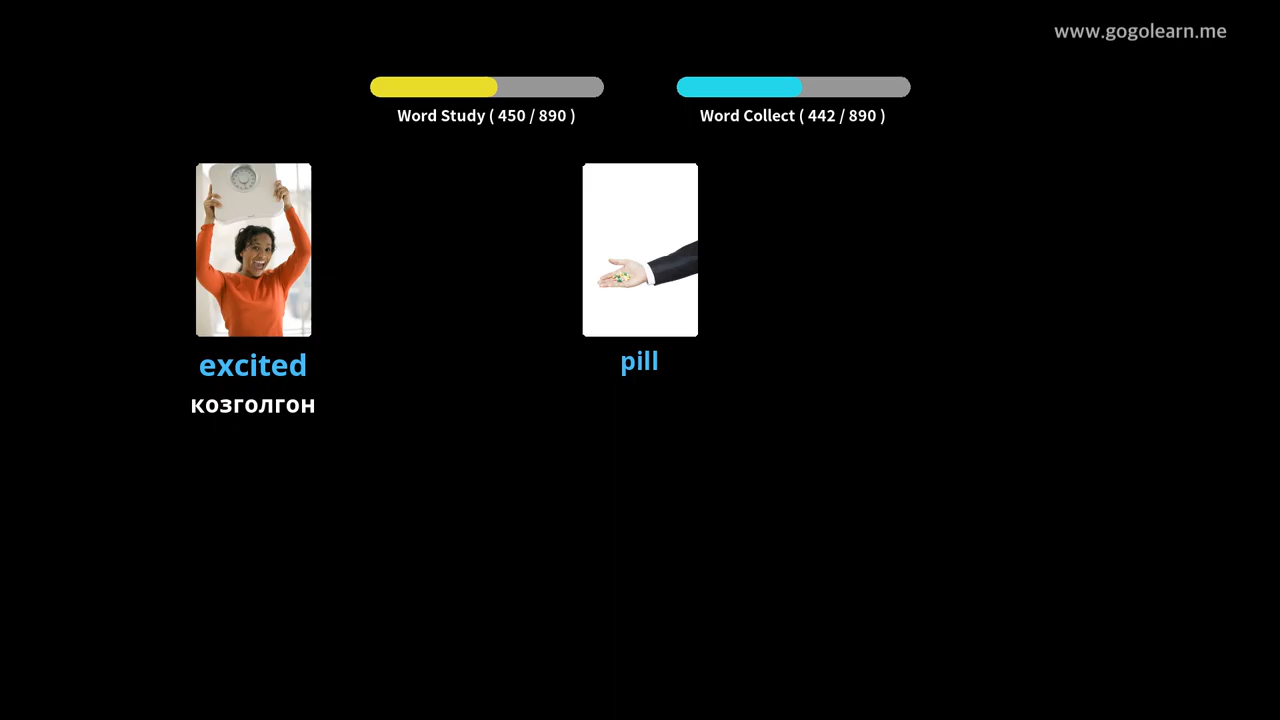 www.gogolearn.me
Word Study ( 450 / 890 )
Word Collect ( 442 / 890 )
excited
козголгон
pill